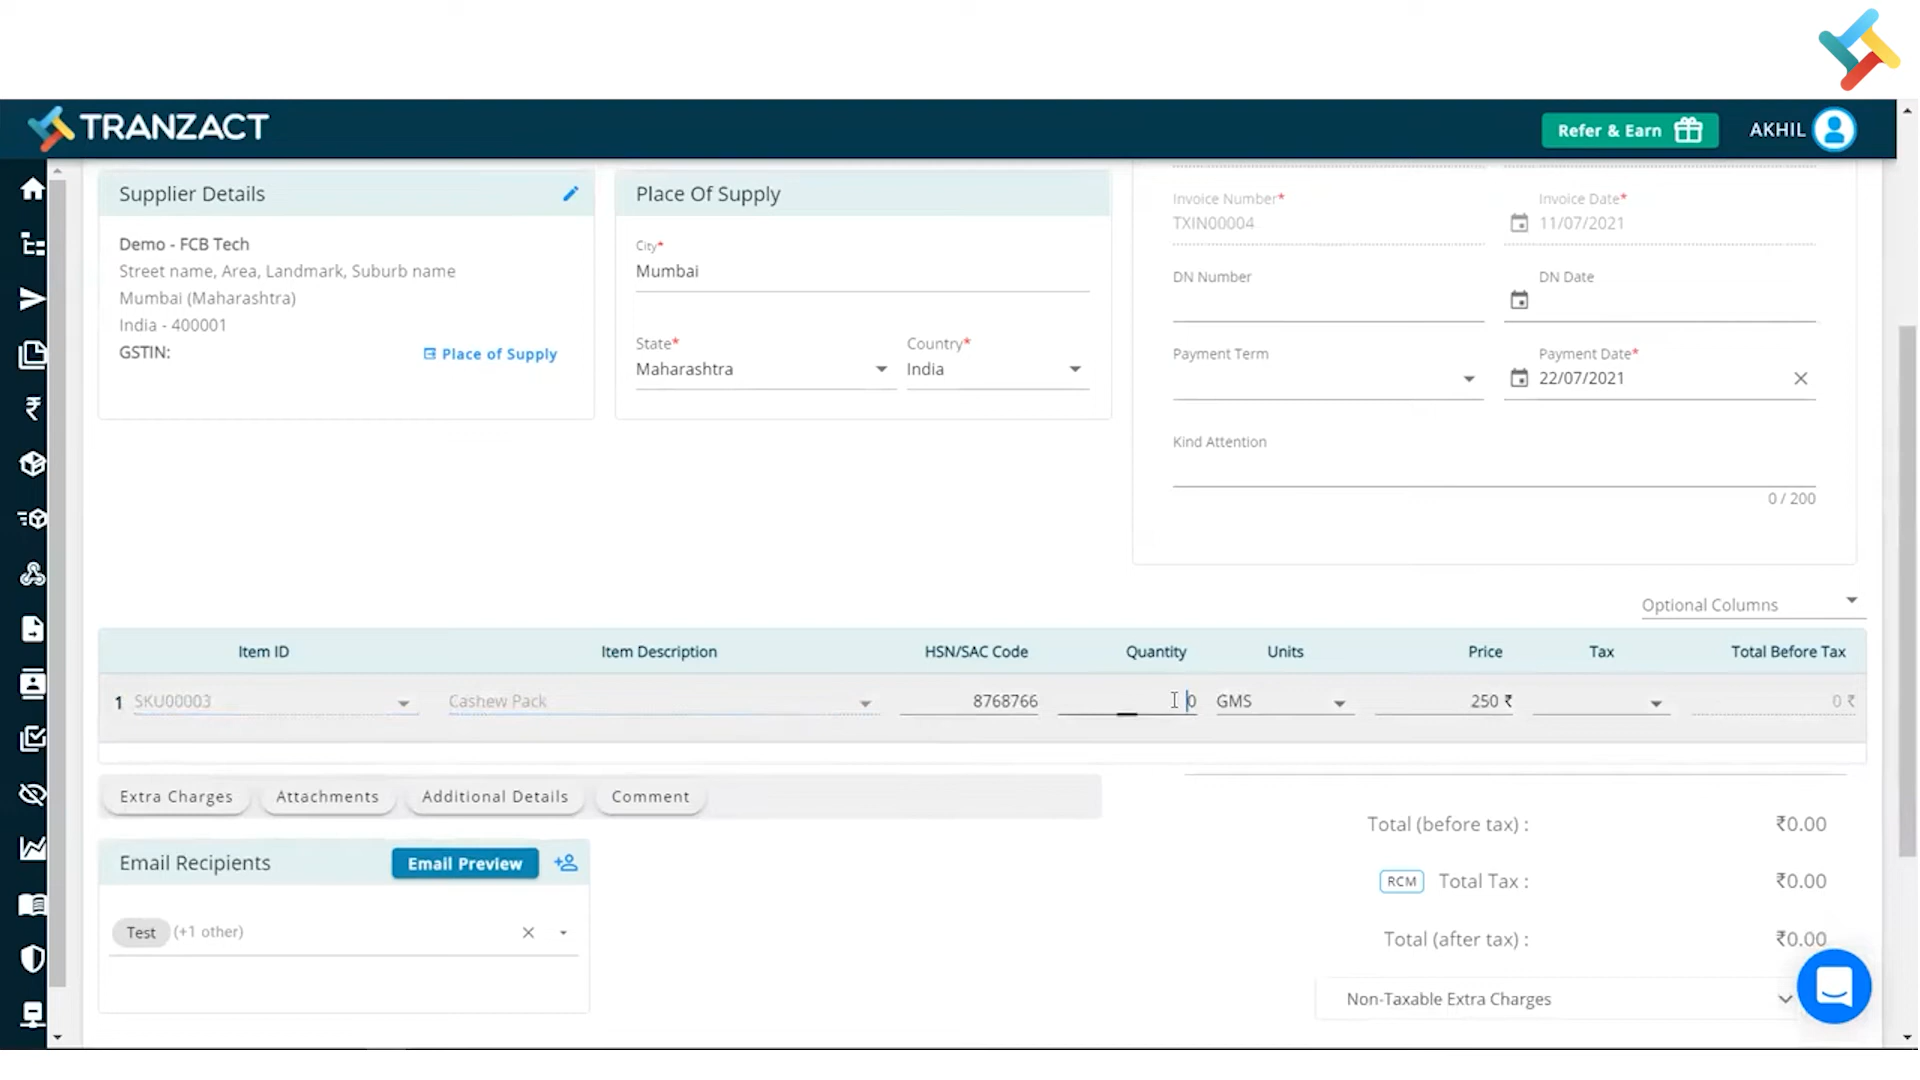 TRANZACT
Refer & Earn
AKHIL
Supplier Details
Demo - FCB Tech
Street name, Area, Landmark, Suburb name
Mumbai (Maharashtra)
India - 400001
GSTIN:
Place of Supply
Place Of Supply
City*
Mumbai
State*
Maharashtra
Country*
India
Invoice Number*
TXIN00004
Invoice Date*
11/07/2021
DN Number
DN Date
Payment Term
Payment Date*
22/07/2021
Kind Attention
0 / 200
Optional Columns
Item ID Item Description HSN/SAC Code Quantity Units Price Tax Total Before Tax
1 SKU00003 Cashew Pack 8768766 0 GMS 250 ₹ 0 ₹
Extra Charges Attachments Additional Details Comment
Email Recipients
Email Preview
Test (+1 other)
Total (before tax) : ₹0.00
RCM Total Tax : ₹0.00
Total (after tax) : ₹0.00
Non-Taxable Extra Charges